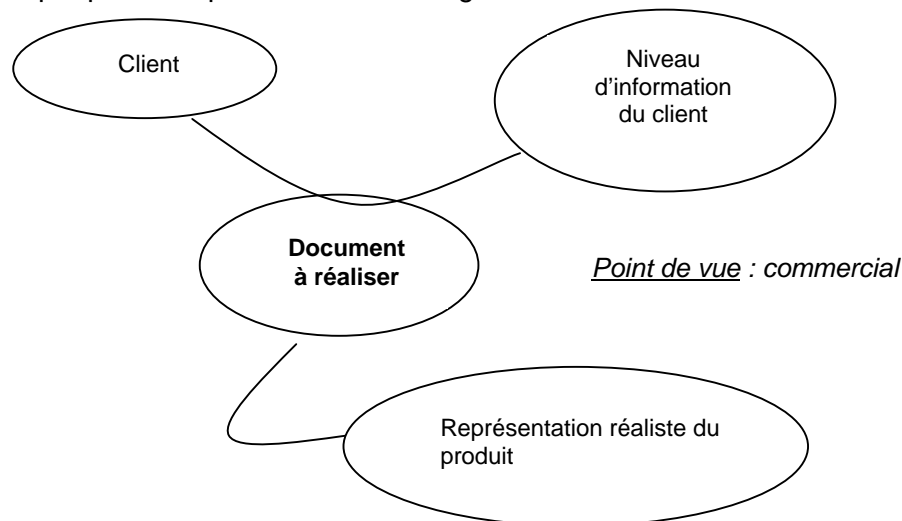 Client
Niveau
d’information
du client
Document
à réaliser
Point de vue : commercial
Représentation réaliste du
produit